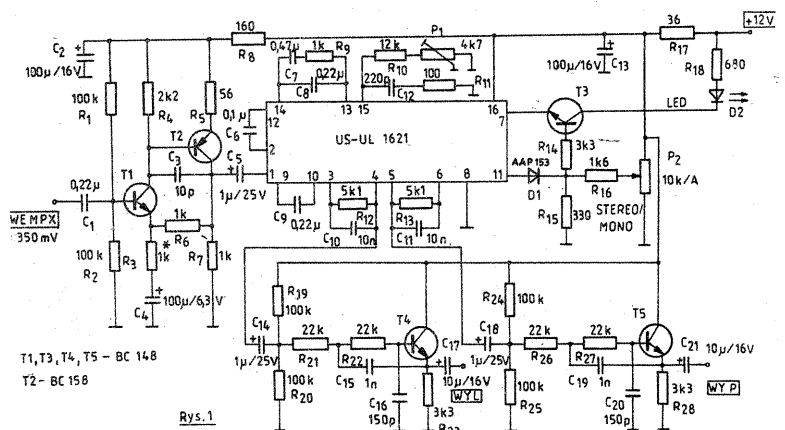 160
R8
C2
100μ/16V
0,47μ
1k
R9
C7
0,22μ
C8
12k
R10
P1
4k7
220p
C12
100
R11
100μ/16V
C13
36
R17
+12V
R18
680
LED
D2
100k
R1
2k2
R4
56
R5
T2
0,1μ
C6
14
13
15
16
12
2
1
7
11
US-UL 1621
9
10
3
4
5
6
8
T3
R14
3k3
AAP153
D1
1k6
R16
P2
10k/A
R15
330
STEREO/
MONO
T1
C3
10p
C5
1μ/25V
0,22μ
C1
WEMPX
350mV
1k
R6
100k
R2
R3
*
1k
R7
1k
C4
100μ/6,3V
C9
0,22μ
5k1
R12
C10
10n
5k1
R13
C11
10n
R19
100k
C14
1μ/25V
22k
R21
22k
R22
C15
1n
T4
C17
10μ/16V
WYL
100k
R20
C16
150p
3k3
R24
100k
C18
1μ/25V
22k
R26
22k
R27
C19
1n
T5
C21
10μ/16V
WYP
100k
R25
C20
150p
3k3
R28
T1,T3,T4,T5 - BC 148
T2 - BC 158
Rys.1